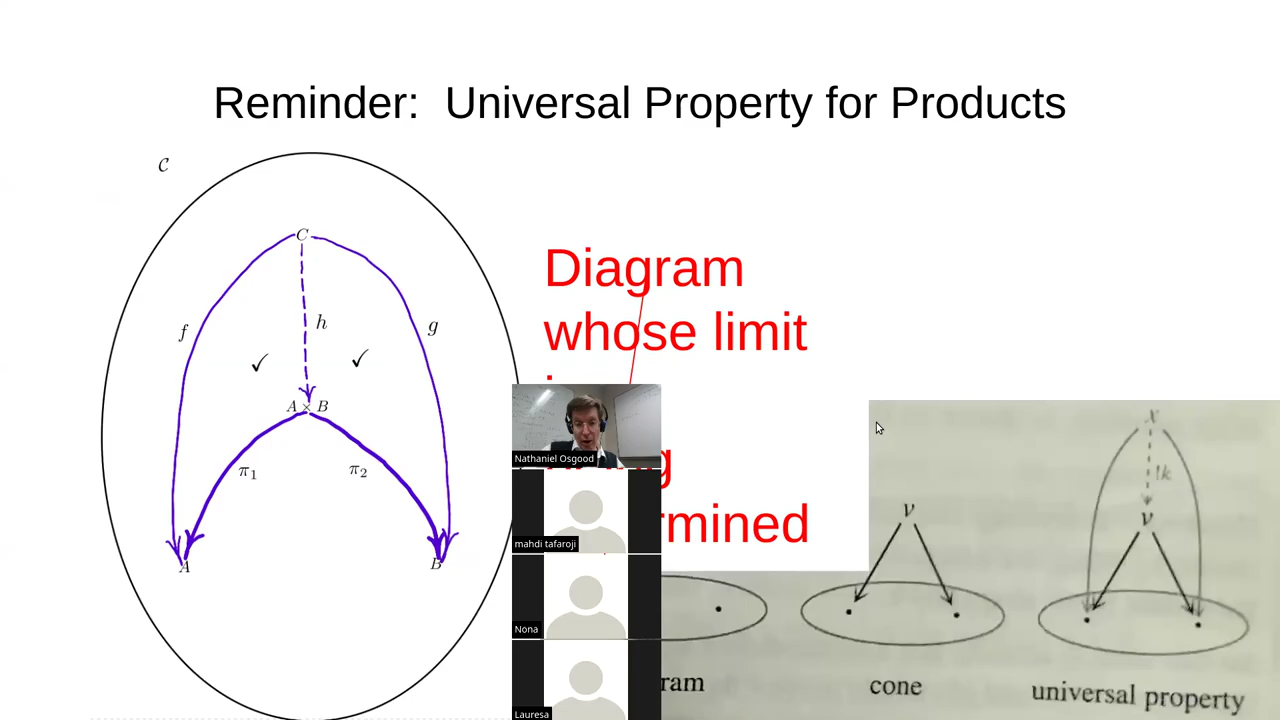 Reminder: Universal Property for Products
𝒞
C
f
h
g
✓ ✓
A × B
π₁
π₂
A
B
Diagram
whose limit
g
rmined
Nathaniel Osgood
mahdi tafaroji
Nona
Lauresa
x
!k
v
v
ram
cone
universal property